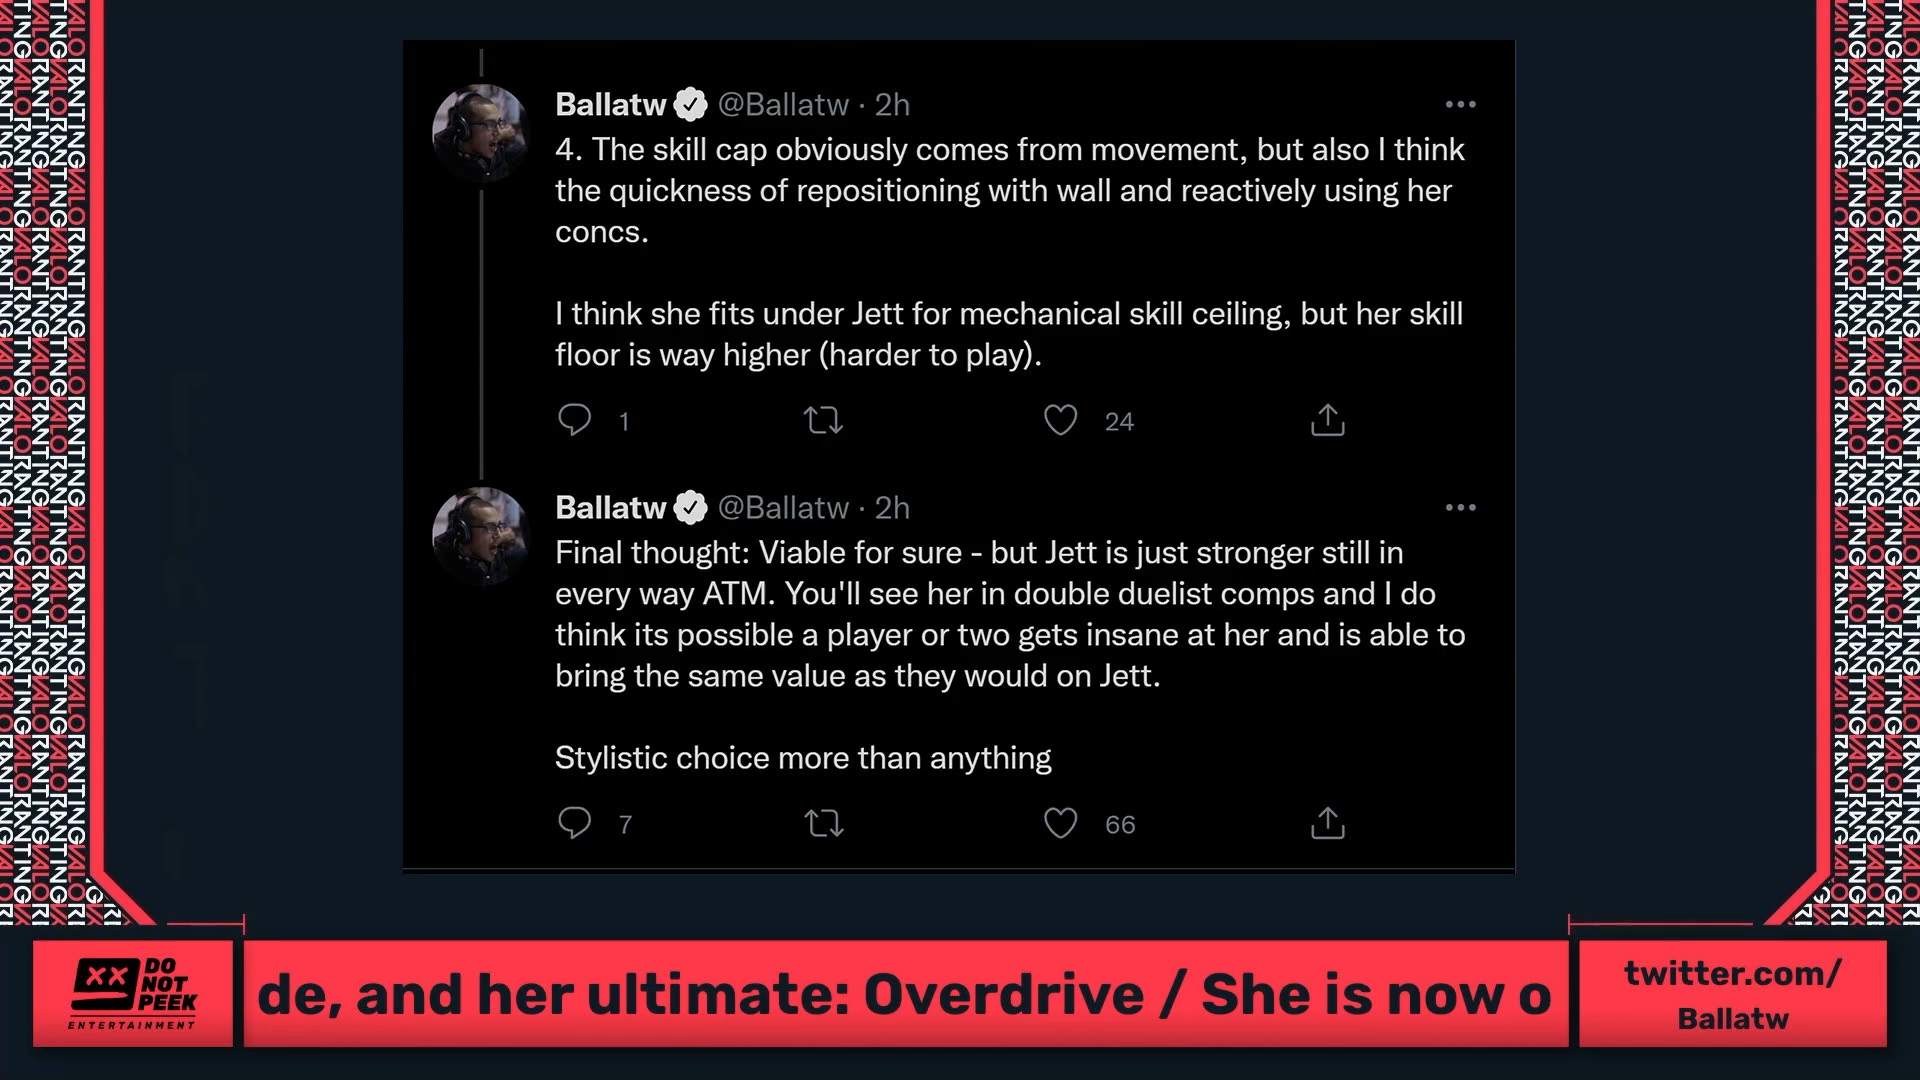 Ballatw @Ballatw · 2h
4. The skill cap obviously comes from movement, but also I think
the quickness of repositioning with wall and reactively using her
concs.
I think she fits under Jett for mechanical skill ceiling, but her skill
floor is way higher (harder to play).
1 24
Ballatw @Ballatw · 2h
Final thought: Viable for sure - but Jett is just stronger still in
every way ATM. You'll see her in double duelist comps and I do
think its possible a player or two gets insane at her and is able to
bring the same value as they would on Jett.
Stylistic choice more than anything
7 66
XX DO
NOT
PEEK
ENTERTAINMENT
de, and her ultimate: Overdrive / She is now o
twitter.com/
Ballatw
VALORANTING